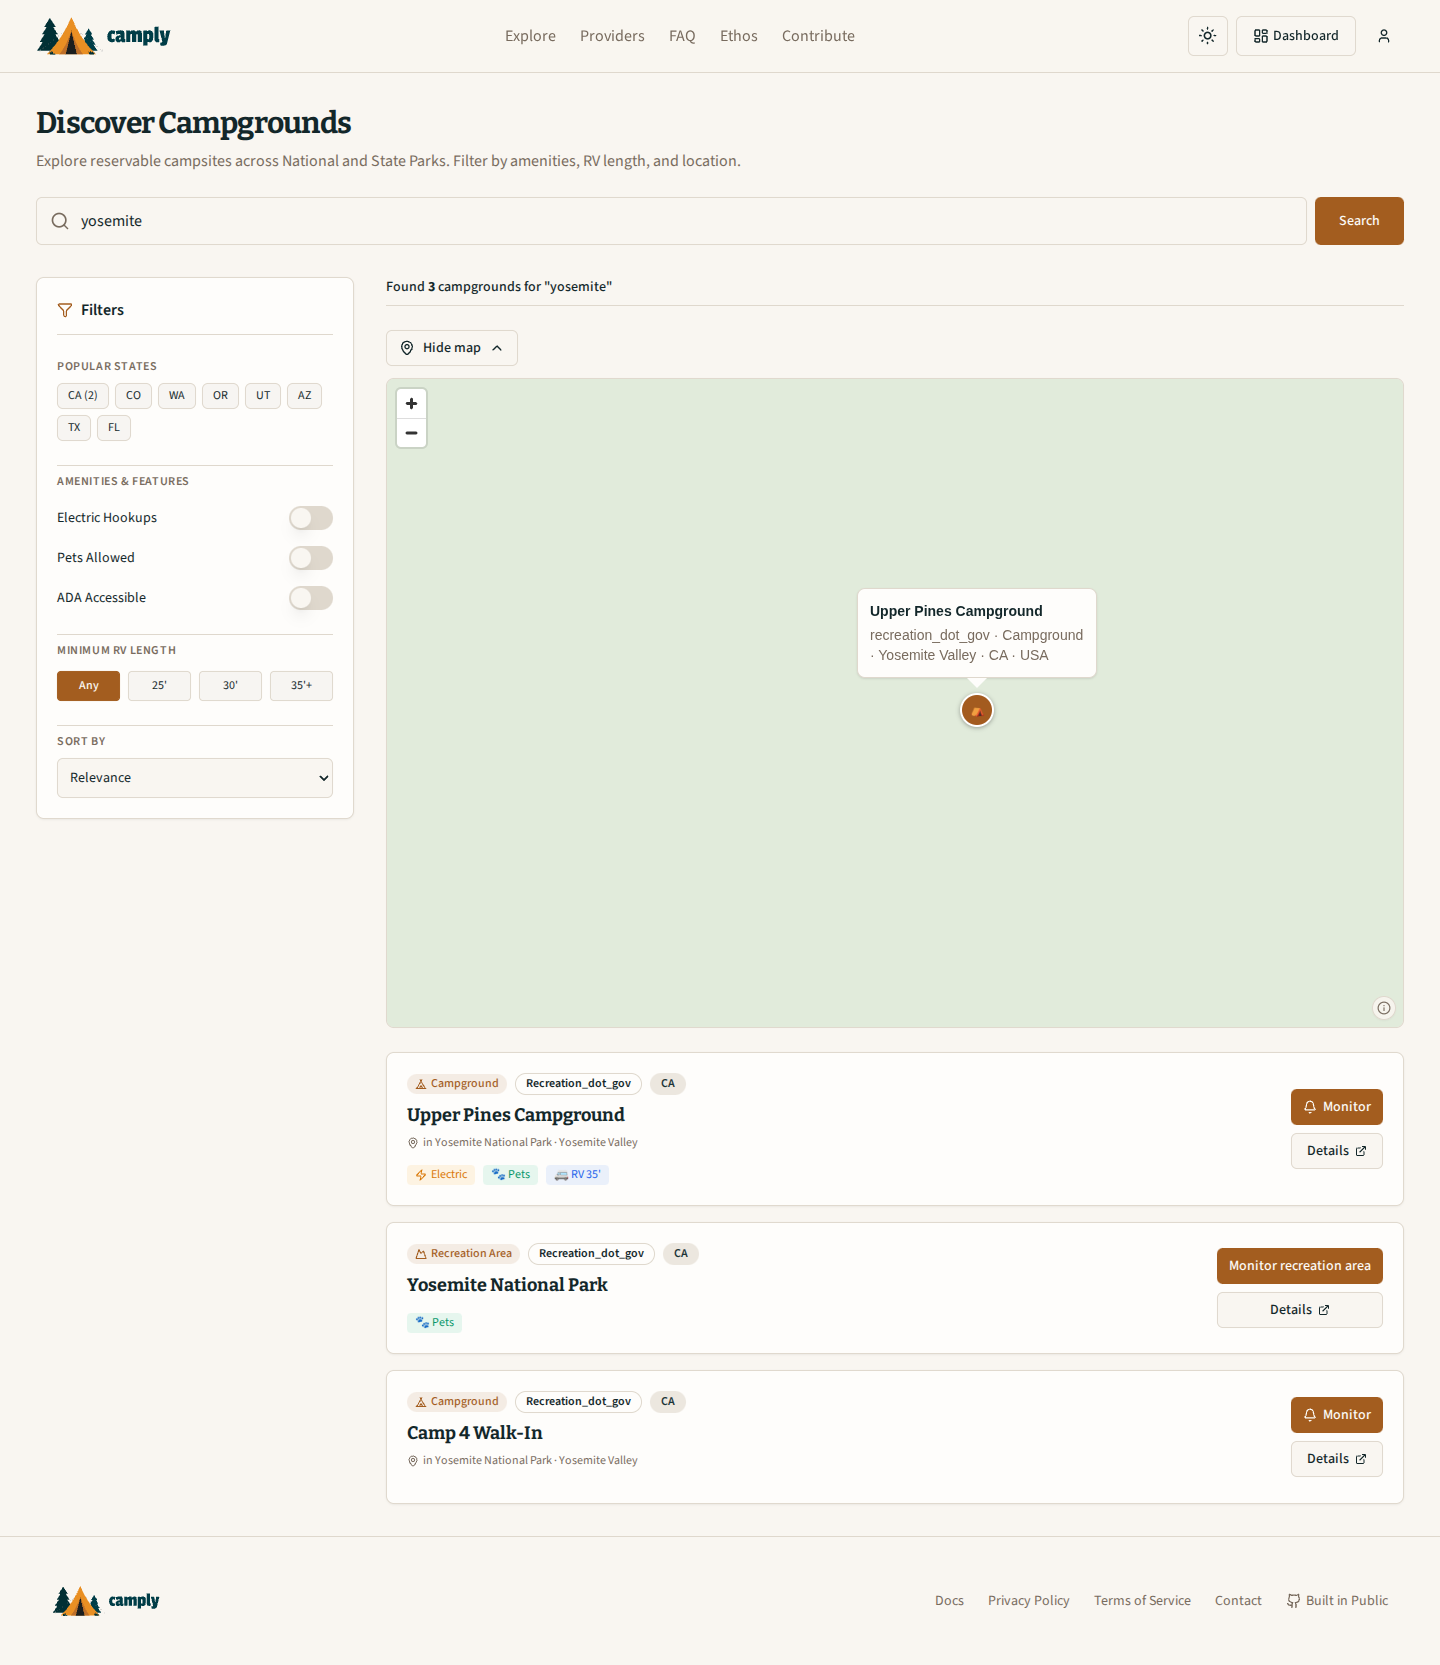 camply
Explore
Providers
FAQ
Ethos
Contribute
Dashboard
Discover Campgrounds
Explore reservable campsites across National and State Parks. Filter by amenities, RV length, and location.
yosemite
Search
Filters
POPULAR STATES
CA (2)
CO
WA
OR
UT
AZ
TX
FL
AMENITIES & FEATURES
Electric Hookups
Pets Allowed
ADA Accessible
MINIMUM RV LENGTH
Any
25'
30'
35'+
SORT BY
Relevance
Found 3 campgrounds for "yosemite"
Hide map
Upper Pines Campground
recreation_dot_gov · Campground
· Yosemite Valley · CA · USA
Campground
Recreation_dot_gov
CA
Upper Pines Campground
in Yosemite National Park · Yosemite Valley
Electric
Pets
RV 35'
Monitor
Details
Recreation Area
Recreation_dot_gov
CA
Yosemite National Park
Pets
Monitor recreation area
Details
Campground
Recreation_dot_gov
CA
Camp 4 Walk-In
in Yosemite National Park · Yosemite Valley
Monitor
Details
camply
Docs
Privacy Policy
Terms of Service
Contact
Built in Public